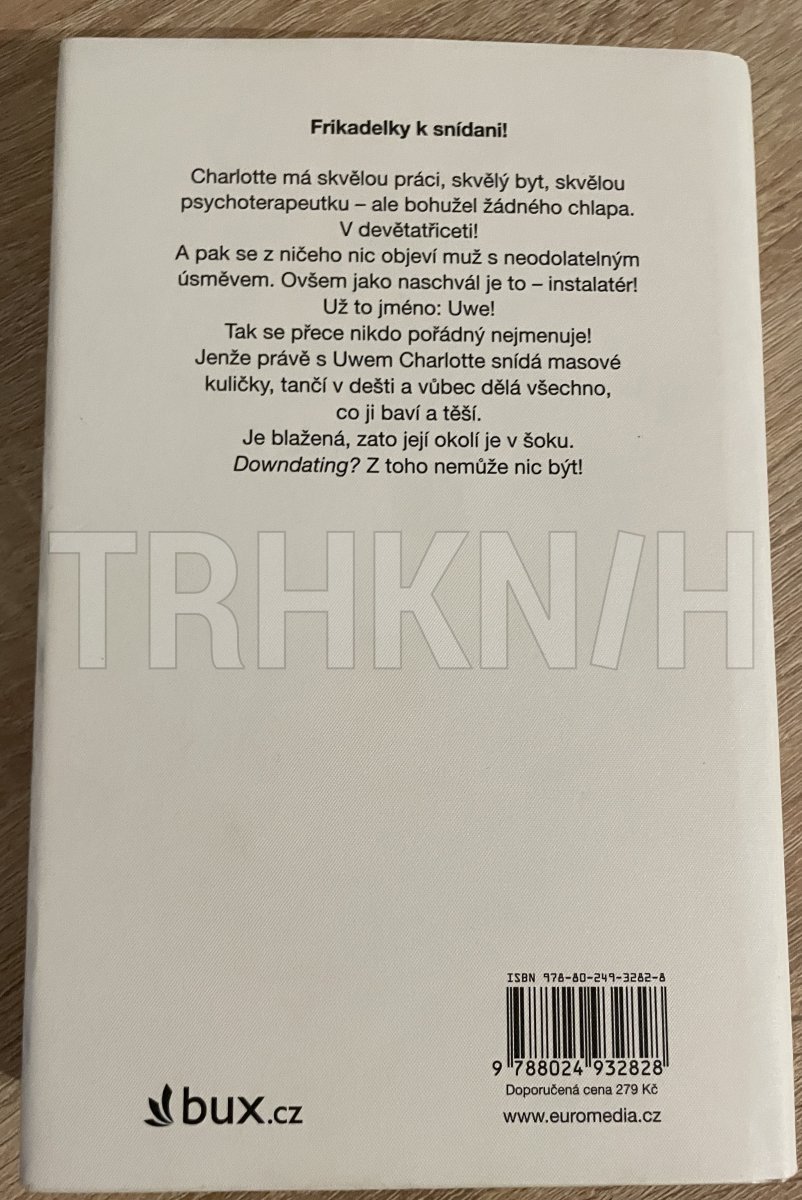 Frikadelky k snídani!
Charlotte má skvělou práci, skvělý byt, skvělou
psychoterapeutku – ale bohužel žádného chlapa.
V devětatřiceti!
A pak se z ničeho nic objeví muž s neodolatelným
úsměvem. Ovšem jako naschvál je to – instalatér!
Už to jméno: Uwe!
Tak se přece nikdo pořádný nejmenuje!
Jenže právě s Uwem Charlotte snídá masové
kuličky, tančí v dešti a vůbec dělá všechno,
co ji baví a těší.
Je blažená, zato její okolí je v šoku.
Downdating? Z toho nemůže nic být!
TRHKN/H
ISBN 978-80-249-3282-8
9 788024 932828
Doporučená cena 279 Kč
bux.cz
www.euromedia.cz